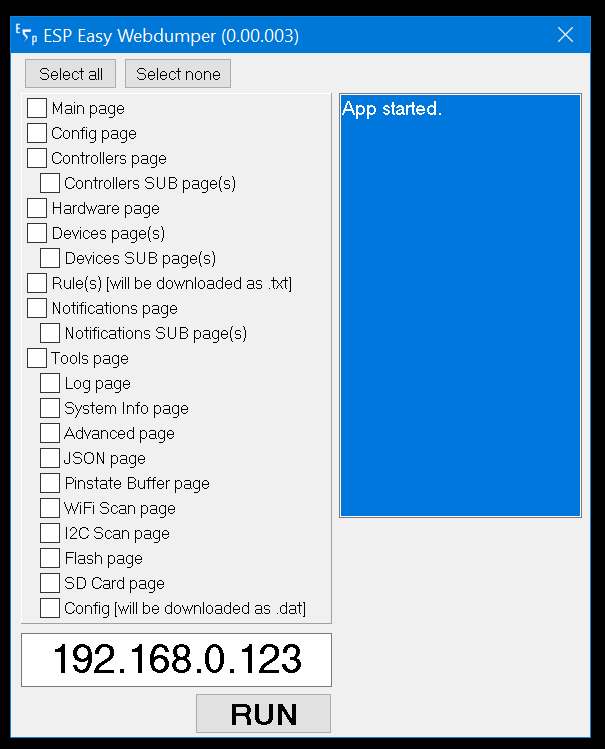 ESP ESP Easy Webdumper (0.00.003)
Select all Select none
Main page
Config page
Controllers page
Controllers SUB page(s)
Hardware page
Devices page(s)
Devices SUB page(s)
Rule(s) [will be downloaded as .txt]
Notifications page
Notifications SUB page(s)
Tools page
Log page
System Info page
Advanced page
JSON page
Pinstate Buffer page
WiFi Scan page
I2C Scan page
Flash page
SD Card page
Config [will be downloaded as .dat]
192.168.0.123
RUN
App started.